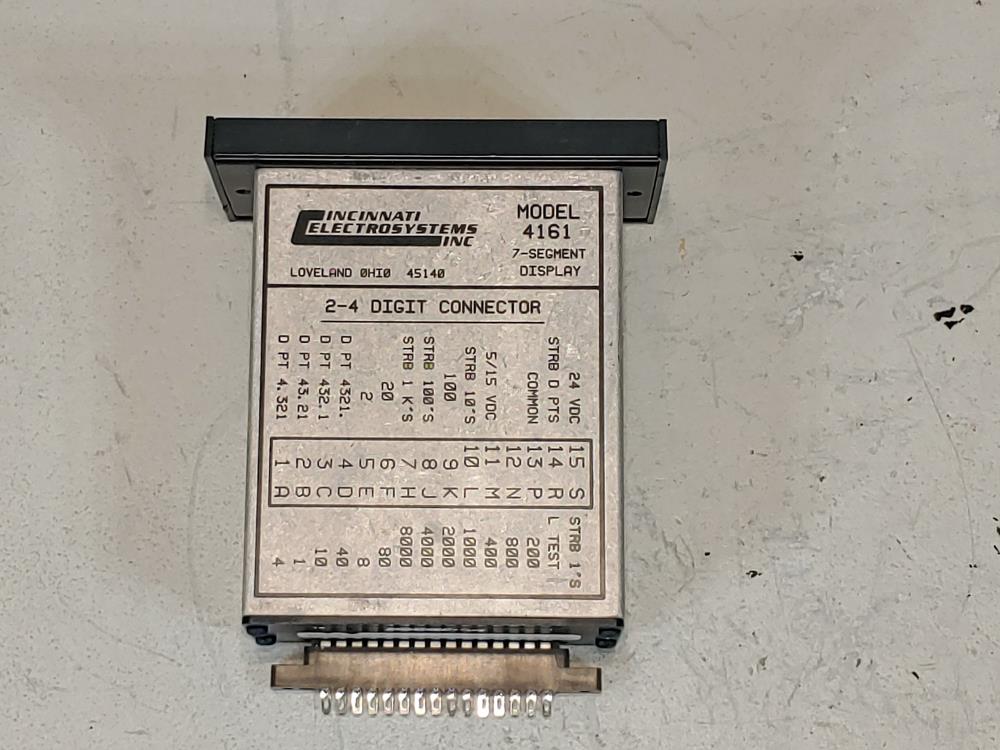 CINCINNATI
ELECTROSYSTEMS
INC
LOVELAND OHIO 45140
MODEL
4161
7-SEGMENT
DISPLAY
2-4 DIGIT CONNECTOR
24 VDC 15 S STRB 1'S
STRB D PTS 14 R L TEST
COMMON 13 P 200
12 N 800
5/15 VDC 11 M 400
STRB 10'S 10 L 1000
100 9 K 2000
STRB 100'S 8 J 4000
STRB 1 K'S 7 H 8000
20 6 F 80
2 5 E 8
D PT 4321. 4 D 40
D PT 432.1 3 C 10
D PT 43.21 2 B 1
D PT 4.321 1 A 4